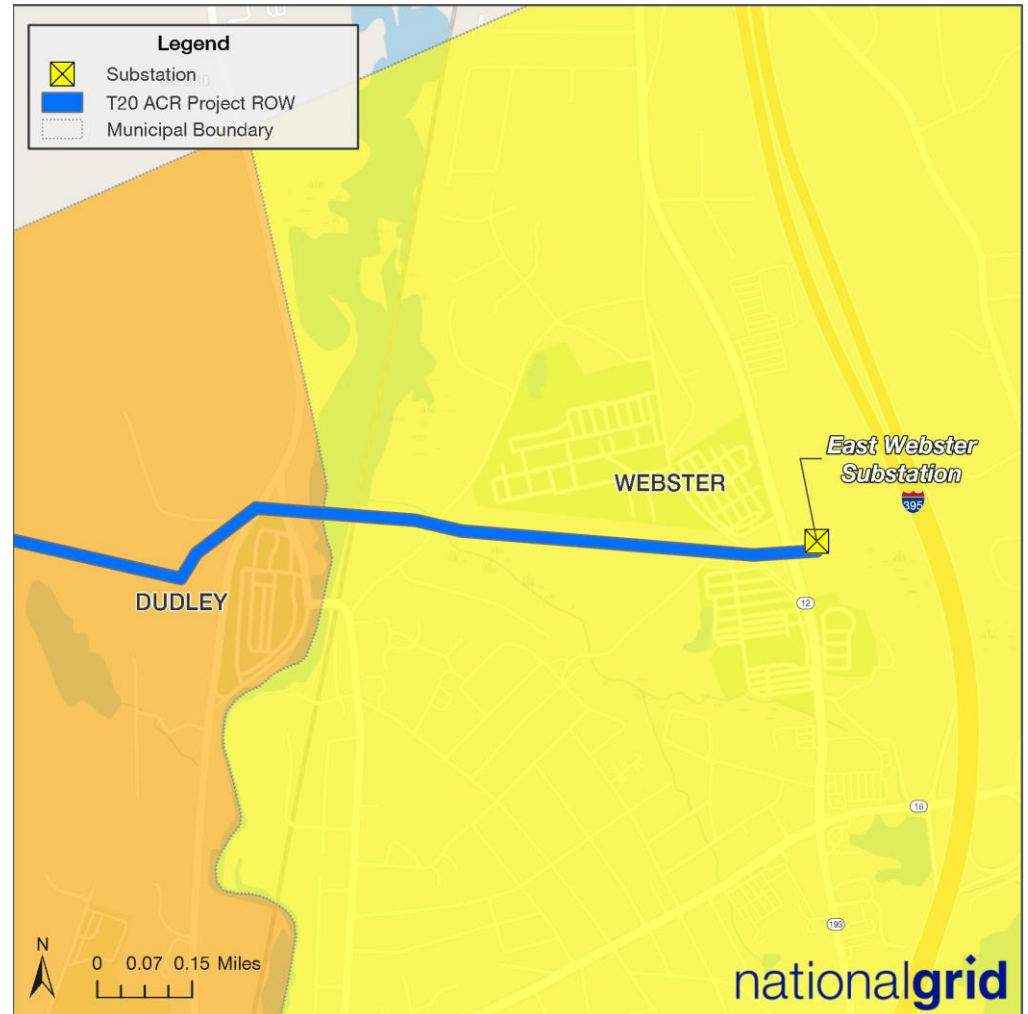 Legend
Substation
T20 ACR Project ROW
Municipal Boundary
East Webster
Substation
WEBSTER
395
DUDLEY
12
16
193
N
0 0.07 0.15 Miles
nationalgrid